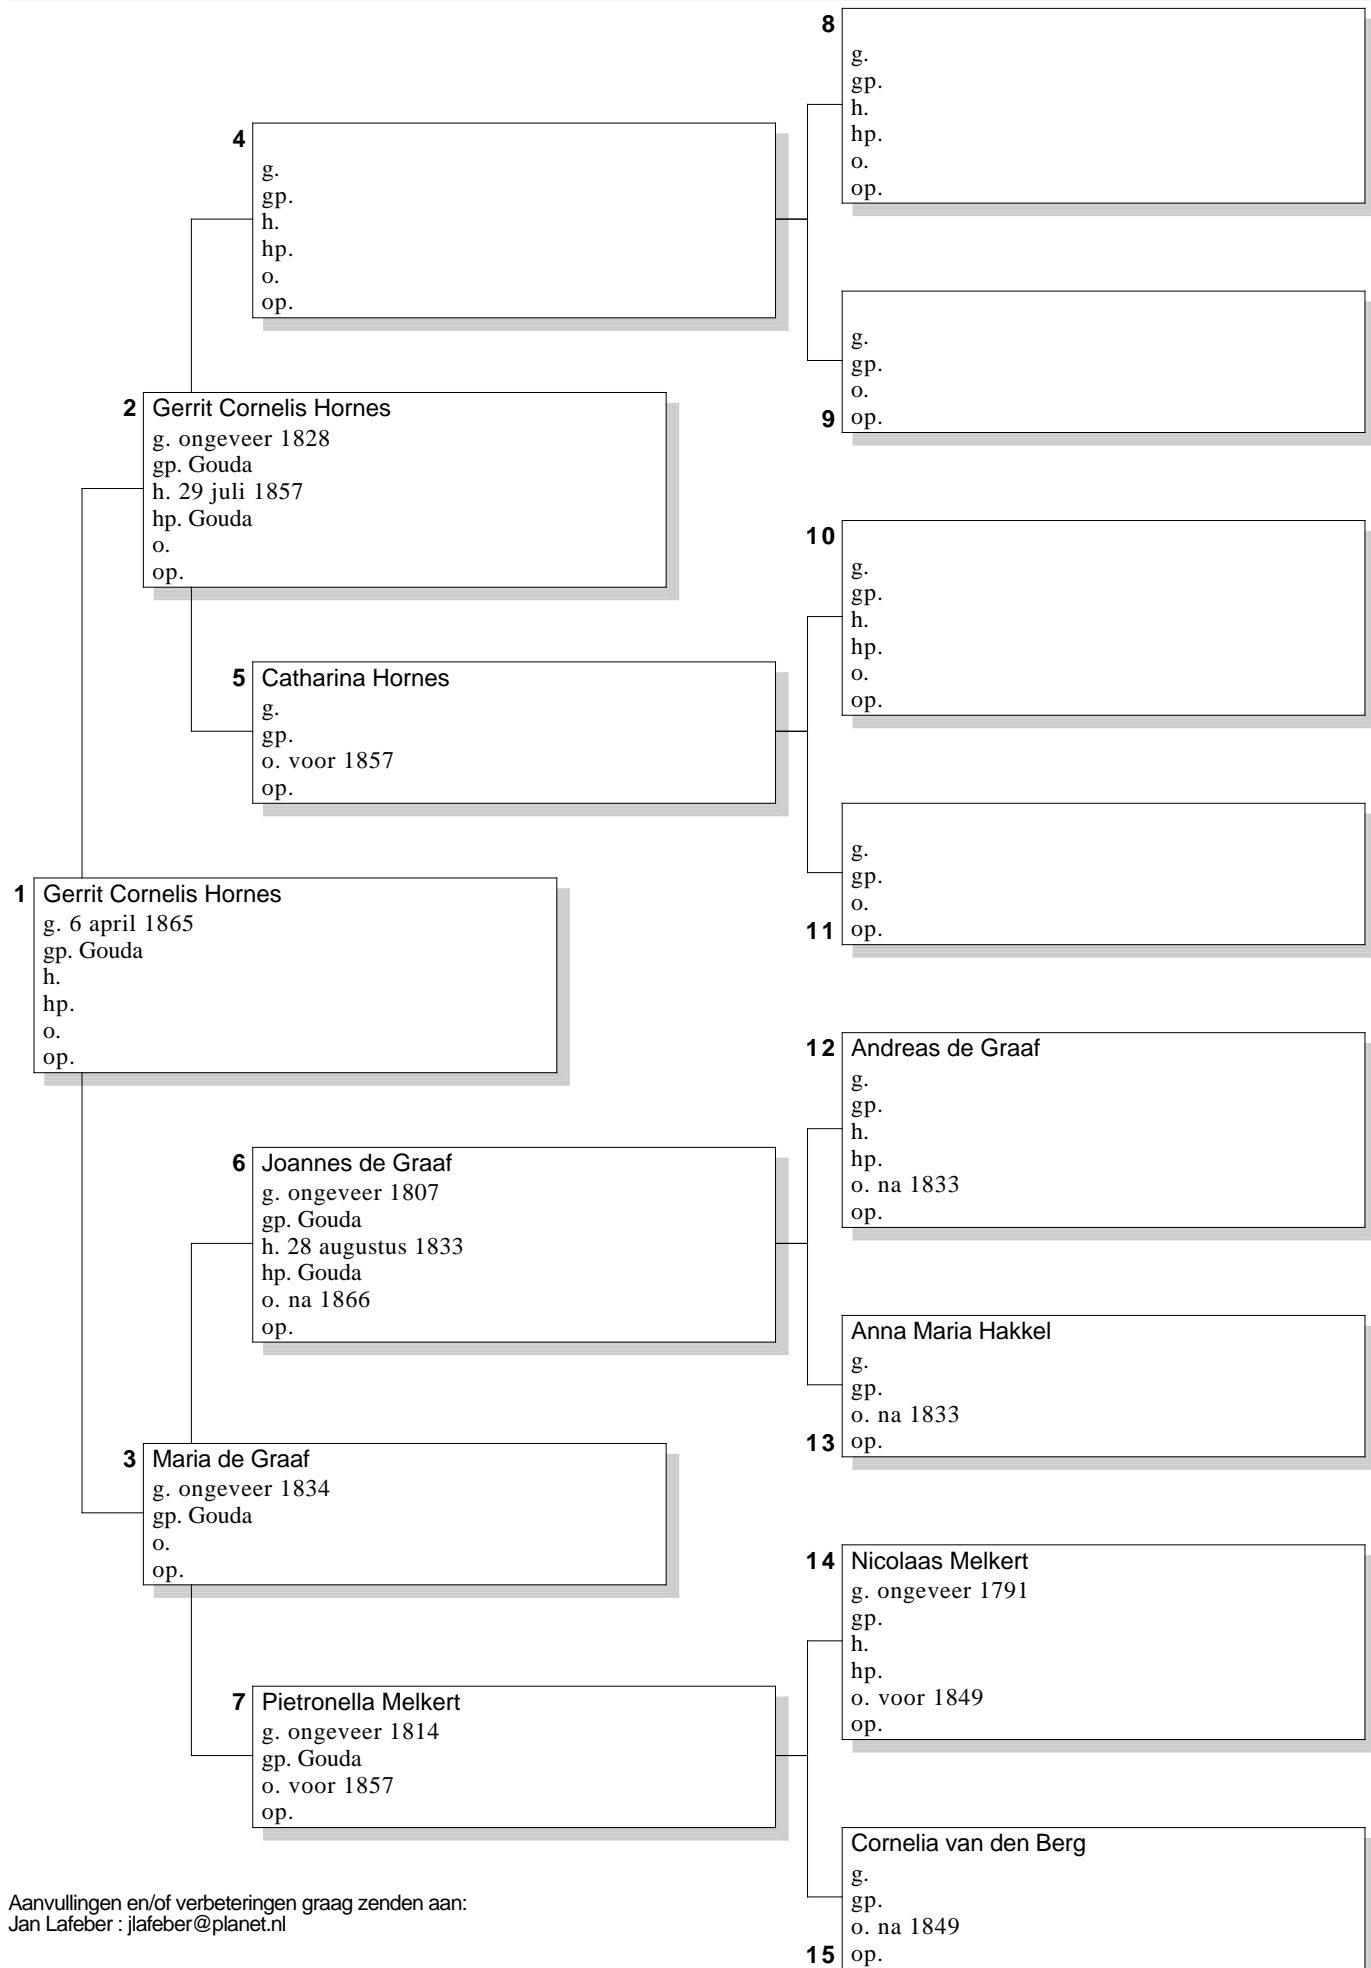 8
g.
gp.
h.
hp.
o.
op.
4
g.
gp.
h.
hp.
o.
op.
g.
gp.
o.
9 op.
2 Gerrit Cornelis Hornes
g. ongeveer 1828
gp. Gouda
h. 29 juli 1857
hp. Gouda
o.
op.
10
g.
gp.
h.
hp.
o.
op.
5 Catharina Hornes
g.
gp.
o. voor 1857
op.
g.
gp.
o.
11 op.
1 Gerrit Cornelis Hornes
g. 6 april 1865
gp. Gouda
h.
hp.
o.
op.
12 Andreas de Graaf
g.
gp.
h.
hp.
o. na 1833
op.
6 Joannes de Graaf
g. ongeveer 1807
gp. Gouda
h. 28 augustus 1833
hp. Gouda
o. na 1866
op.
Anna Maria Hakkel
g.
gp.
o. na 1833
13 op.
3 Maria de Graaf
g. ongeveer 1834
gp. Gouda
o.
op.
14 Nicolaas Melkert
g. ongeveer 1791
gp.
h.
hp.
o. voor 1849
op.
7 Pietronella Melkert
g. ongeveer 1814
gp. Gouda
o. voor 1857
op.
Cornelia van den Berg
g.
gp.
o. na 1849
15 op.
Aanvullingen en/of verbeteringen graag zenden aan:
Jan Lafeber : jlafeber@planet.nl